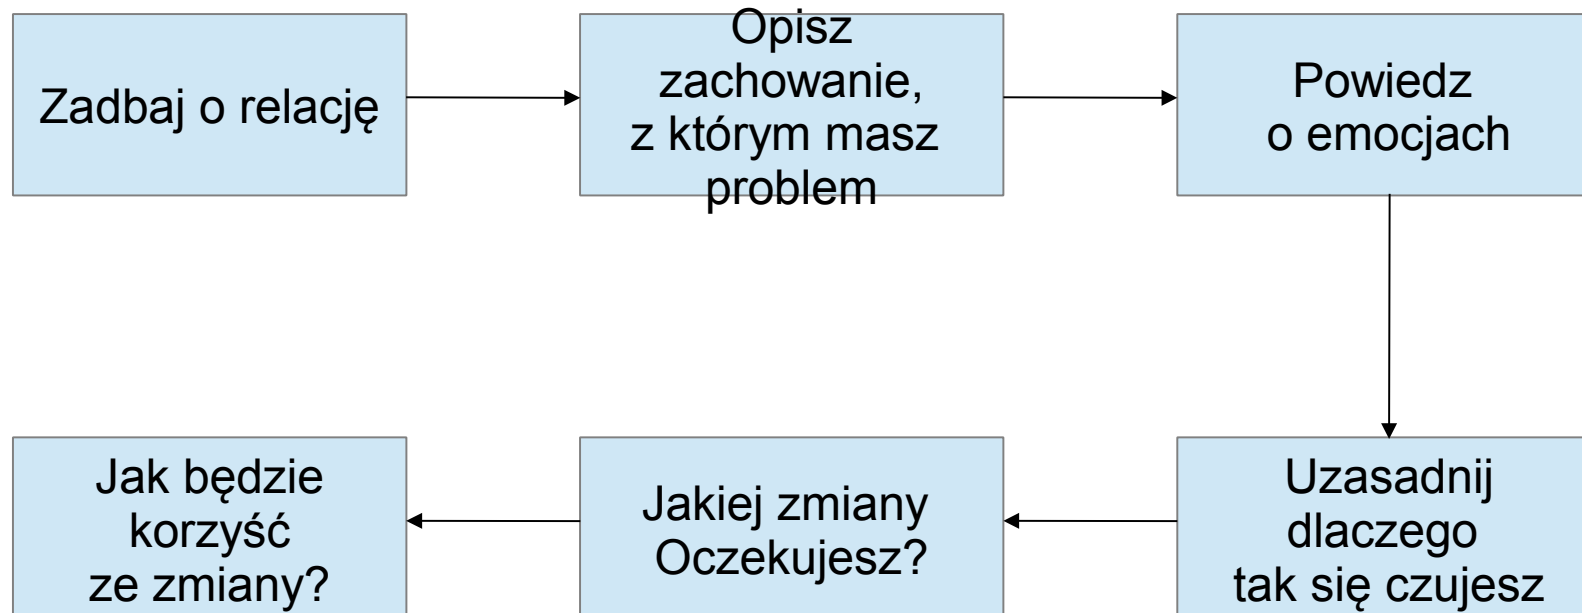 Zadbaj o relację
Opisz
zachowanie,
z którym masz
problem
Powiedz
o emocjach
Uzasadnij
dlaczego
tak się czujesz
Jakiej zmiany
Oczekujesz?
Jak będzie
korzyść
ze zmiany?